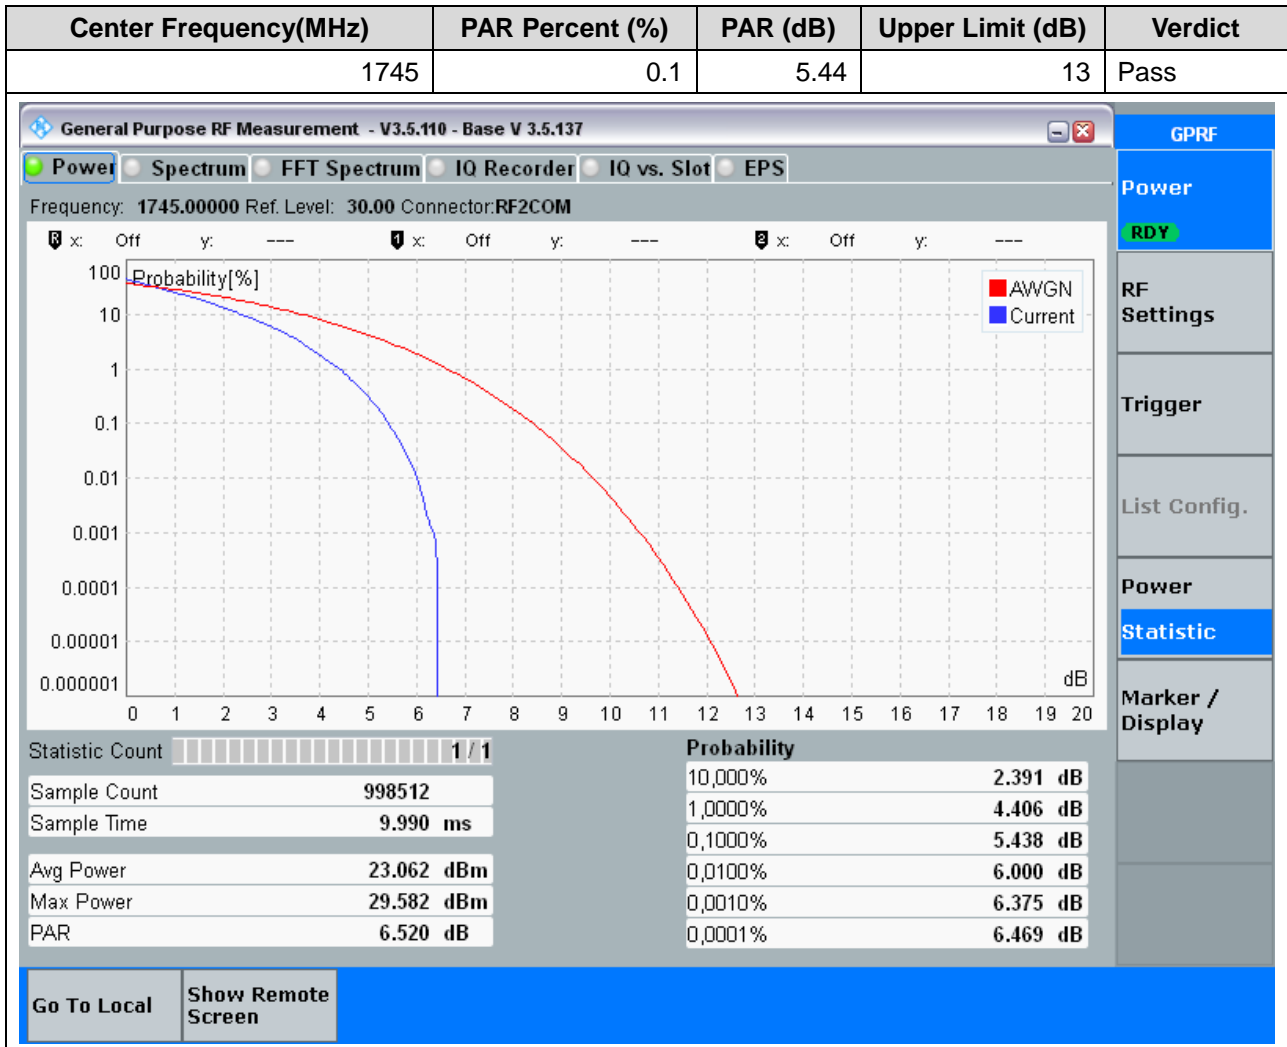 Center Frequency(MHz) PAR Percent (%) PAR (dB) Upper Limit (dB) Verdict
1745 0.1 5.44 13 Pass
General Purpose RF Measurement - V3.5.110 - Base V 3.5.137
GPRF
Power Spectrum FFT Spectrum IQ Recorder IQ vs. Slot EPS
Power
RDY
Frequency: 1745.00000 Ref. Level: 30.00 Connector:RF2COM
R x: Off y: --- 1 x: Off y: --- 2 x: Off y: ---
Probability[%]
AWGN
Current
100
10
1
0.1
0.01
0.001
0.0001
0.00001
0.000001
dB
0 1 2 3 4 5 6 7 8 9 10 11 12 13 14 15 16 17 18 19 20
RF
Settings
Trigger
List Config.
Power
Statistic
Marker /
Display
Statistic Count 1 / 1
Sample Count 998512
Sample Time 9.990 ms
Avg Power 23.062 dBm
Max Power 29.582 dBm
PAR 6.520 dB
Probability
10,000% 2.391 dB
1,0000% 4.406 dB
0,1000% 5.438 dB
0,0100% 6.000 dB
0,0010% 6.375 dB
0,0001% 6.469 dB
Go To Local
Show Remote
Screen